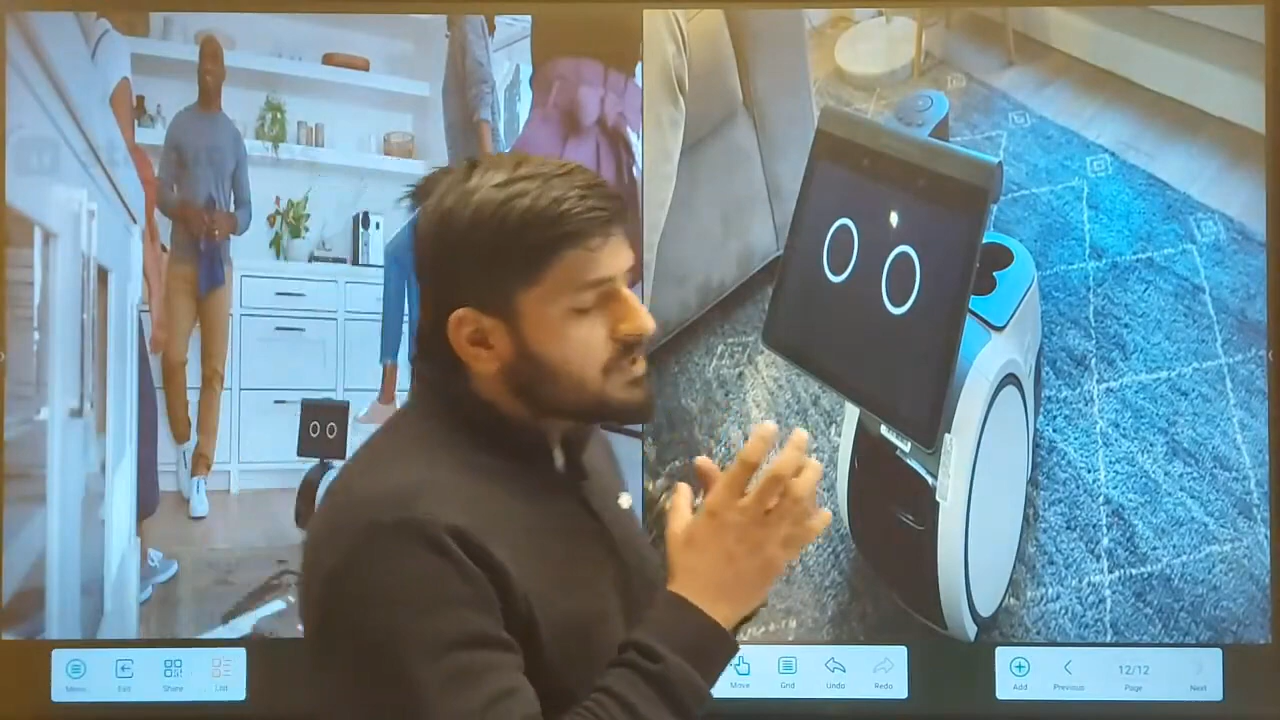 Menu
Exit
Share
List
Move
Grid
Undo
Redo
Add
Previous
12/12
Page
Next